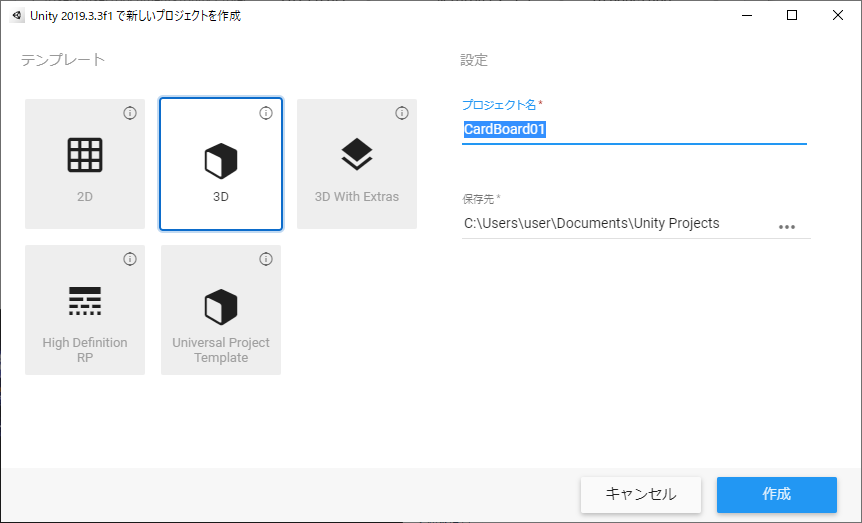 Unity 2019.3.3f1 で新しいプロジェクトを作成
テンプレート
2D
3D
3D With Extras
High Definition
RP
Universal Project
Template
設定
プロジェクト名*
CardBoard01
保存先*
C:\Users\user\Documents\Unity Projects
キャンセル
作成